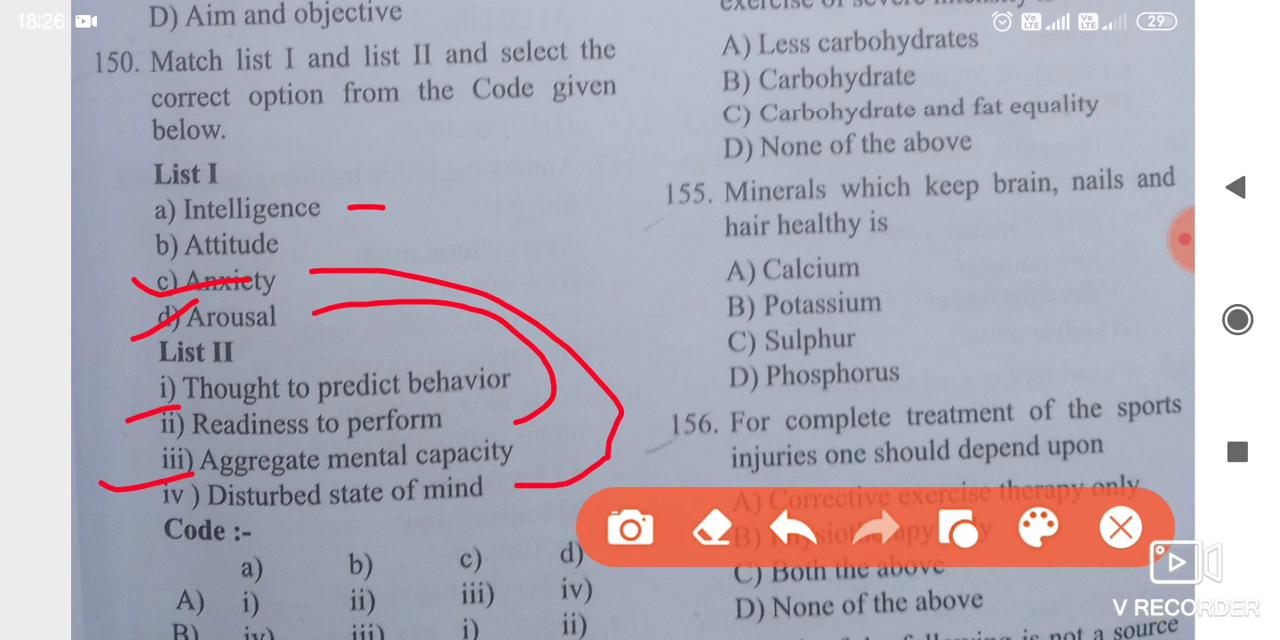 18:26
29
D) Aim and objective
150. Match list I and list II and select the
correct option from the Code given
below.
List I
a) Intelligence
b) Attitude
c) Anxiety
d) Arousal
List II
i) Thought to predict behavior
ii) Readiness to perform
iii) Aggregate mental capacity
iv ) Disturbed state of mind
Code :-
a) b) c) d)
A) i) ii) iii) iv)
B) iv) iii) i) ii)
A) Less carbohydrates
B) Carbohydrate
C) Carbohydrate and fat equality
D) None of the above
155. Minerals which keep brain, nails and
hair healthy is
A) Calcium
B) Potassium
C) Sulphur
D) Phosphorus
156. For complete treatment of the sports
injuries one should depend upon
A) Corrective exercise therapy only
C) Both the above
D) None of the above
is not a source
V RECORDER